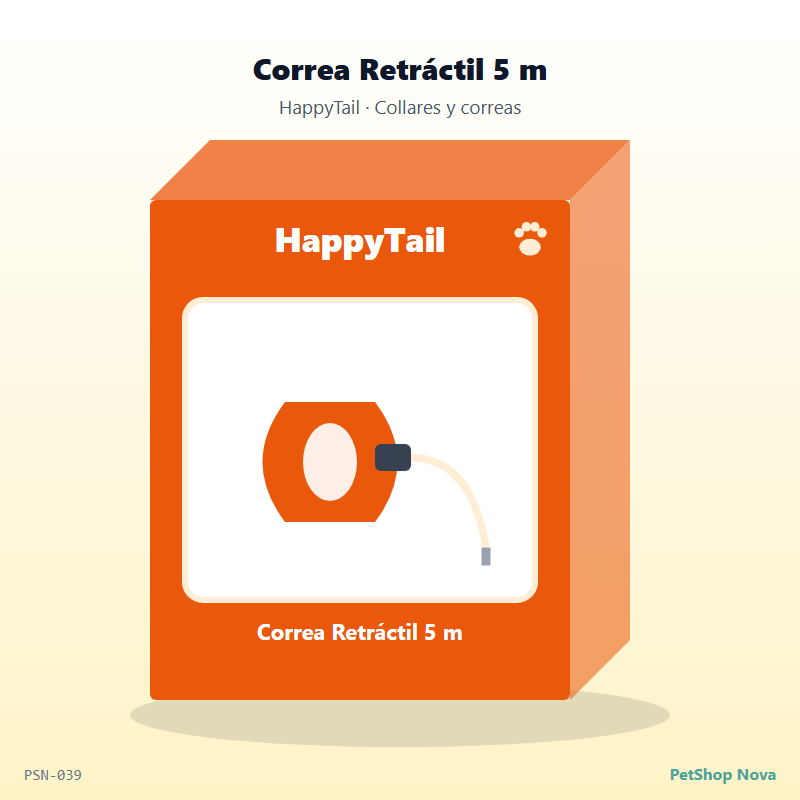 Correa Retráctil 5 m
HappyTail · Collares y correas
HappyTail
Correa Retráctil 5 m
PSN-039
PetShop Nova